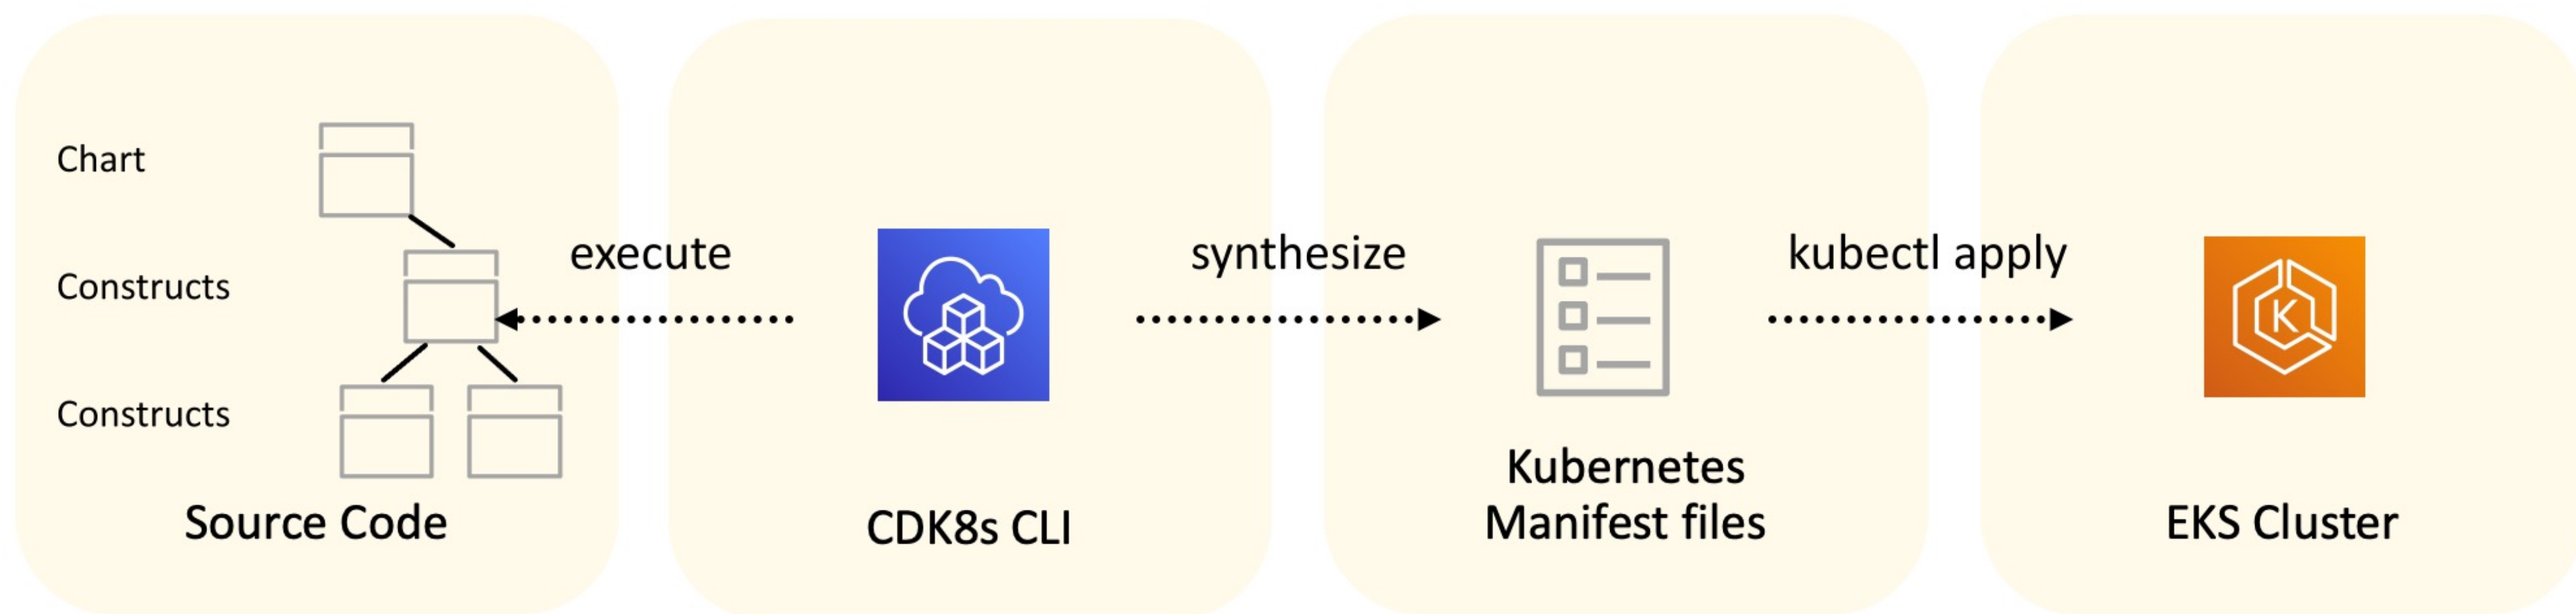 Chart
Constructs
Constructs
Source Code
execute
CDK8s CLI
synthesize
Kubernetes
Manifest files
kubectl apply
K
EKS Cluster